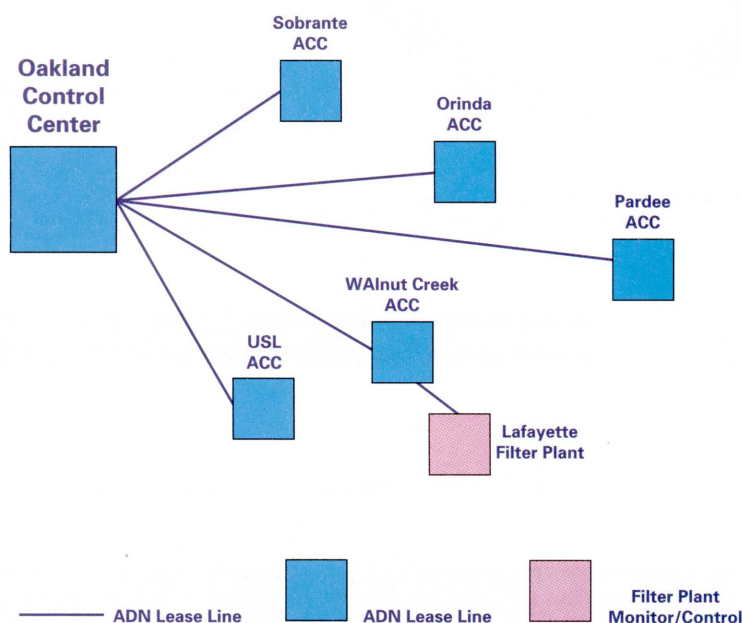 Sobrante
ACC
Oakland
Control
Center
Orinda
ACC
Pardee
ACC
WAlnut Creek
ACC
USL
ACC
Lafayette
Filter Plant
ADN Lease Line
ADN Lease Line
Filter Plant
Monitor/Control